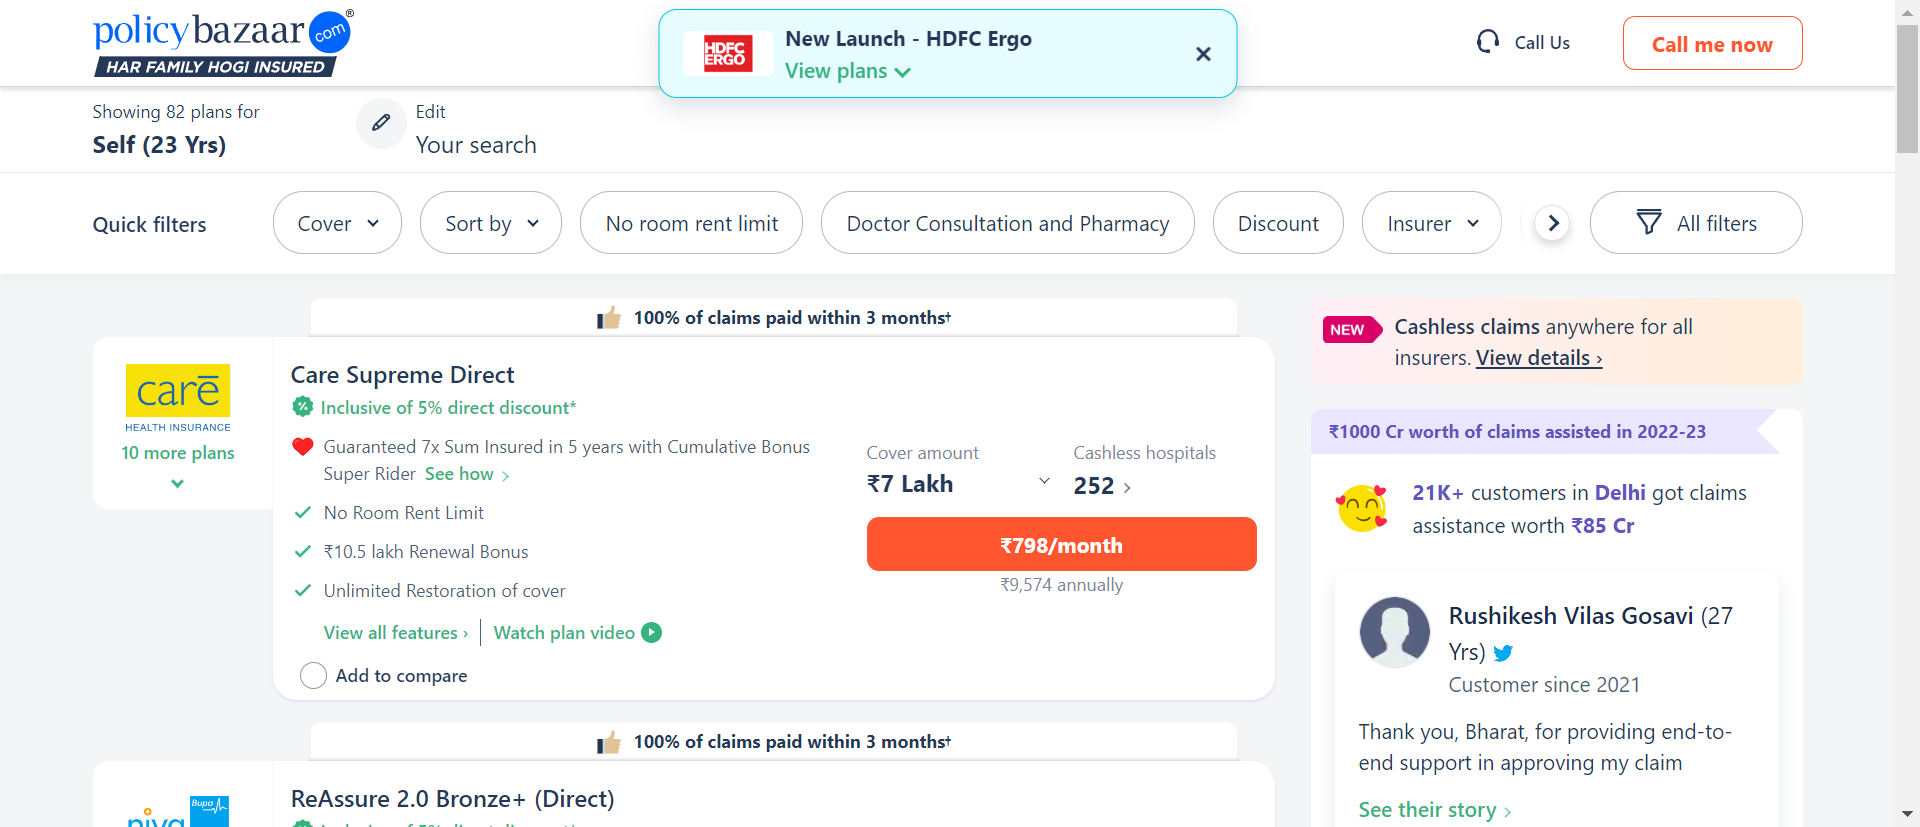 policybazaar.com®
HAR FAMILY HOGI INSURED
HDFC
ERGO
New Launch - HDFC Ergo
View plans
Call Us
Call me now
Showing 82 plans for
Self (23 Yrs)
Edit
Your search
Quick filters
Cover
Sort by
No room rent limit
Doctor Consultation and Pharmacy
Discount
Insurer
All filters
100% of claims paid within 3 months†
care
HEALTH INSURANCE
10 more plans
Care Supreme Direct
Inclusive of 5% direct discount*
Guaranteed 7x Sum Insured in 5 years with Cumulative Bonus
Super Rider See how ›
No Room Rent Limit
₹10.5 lakh Renewal Bonus
Unlimited Restoration of cover
View all features › | Watch plan video
Add to compare
Cover amount
₹7 Lakh
Cashless hospitals
252 ›
₹798/month
₹9,574 annually
100% of claims paid within 3 months†
niva
Bupa
ReAssure 2.0 Bronze+ (Direct)
Inclusive of 5% direct discount*
NEW
Cashless claims anywhere for all
insurers. View details ›
₹1000 Cr worth of claims assisted in 2022-23
21K+ customers in Delhi got claims
assistance worth ₹85 Cr
Rushikesh Vilas Gosavi (27
Yrs)
Customer since 2021
Thank you, Bharat, for providing end-to-
end support in approving my claim
See their story ›